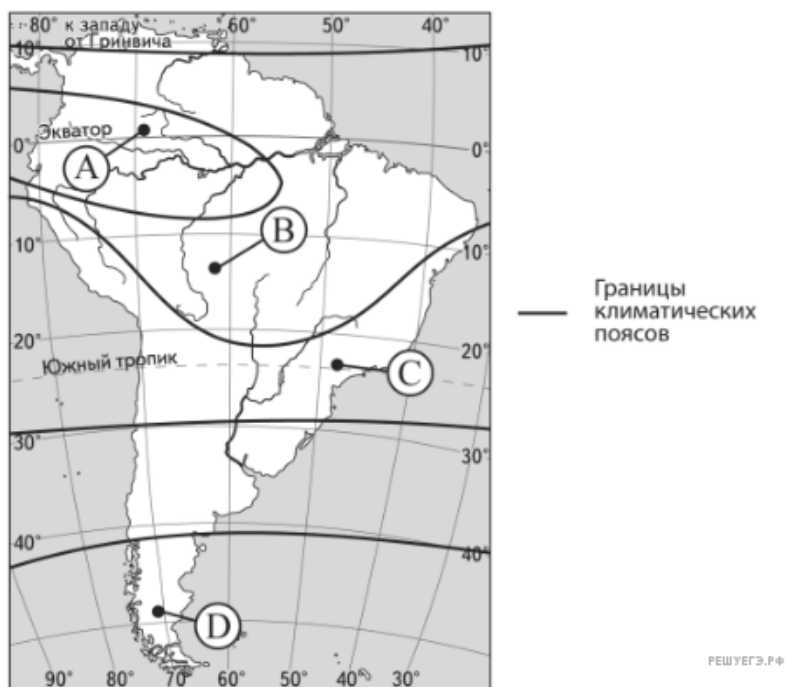 80° к западу 60° 50° 40°
от Гринвича
10° 10°
Экватор
0° 0°
A
B
10° 10°
Границы
климатических
поясов
20° 20°
Южный тропик
C
30° 30°
40° 40°
D
90° 80° 70° 60° 50° 40° 30°
РЕШУЕГЭ.РФ